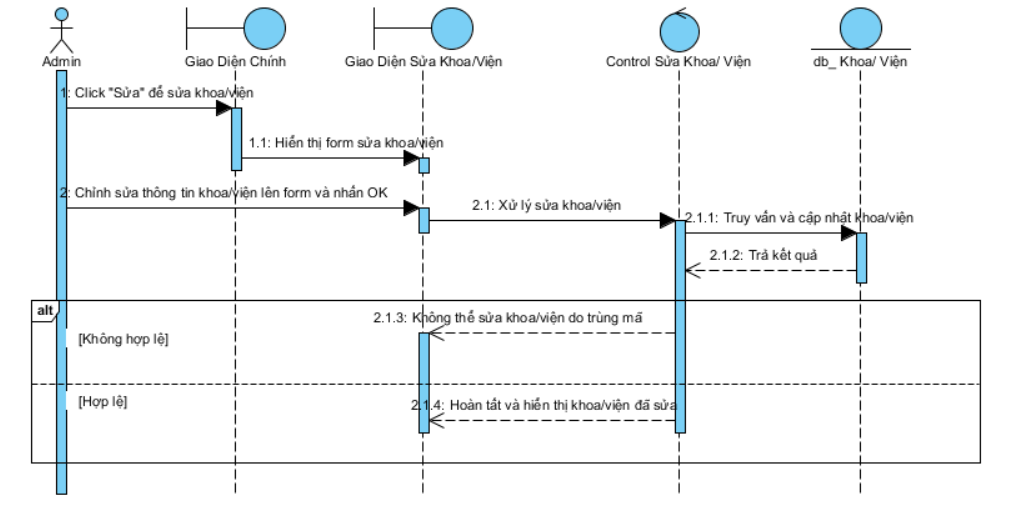 Admin
Giao Diện Chính
Giao Diện Sửa Khoa/Viện
Control Sửa Khoa/ Viện
db_ Khoa/ Viện
1: Click "Sửa" để sửa khoa/viện
1.1: Hiển thị form sửa khoa/viện
2: Chỉnh sửa thông tin khoa/viện lên form và nhấn OK
2.1: Xử lý sửa khoa/viện
2.1.1: Truy vấn và cập nhật khoa/viện
2.1.2: Trả kết quả
alt
2.1.3: Không thể sửa khoa/viện do trùng mã
[Không hợp lệ]
[Hợp lệ]
2.1.4: Hoàn tất và hiển thị khoa/viện đã sửa